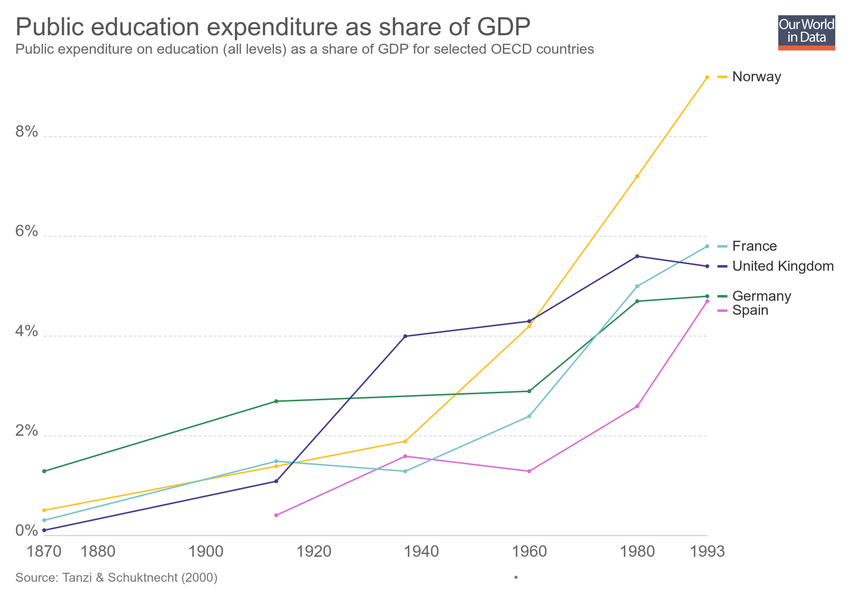 Public education expenditure as share of GDP
Public expenditure on education (all levels) as a share of GDP for selected OECD countries
Our World
in Data
Norway
8%
6%
France
United Kingdom
Germany
Spain
4%
2%
0%
1870 1880 1900 1920 1940 1960 1980 1993
Source: Tanzi & Schuktnecht (2000)